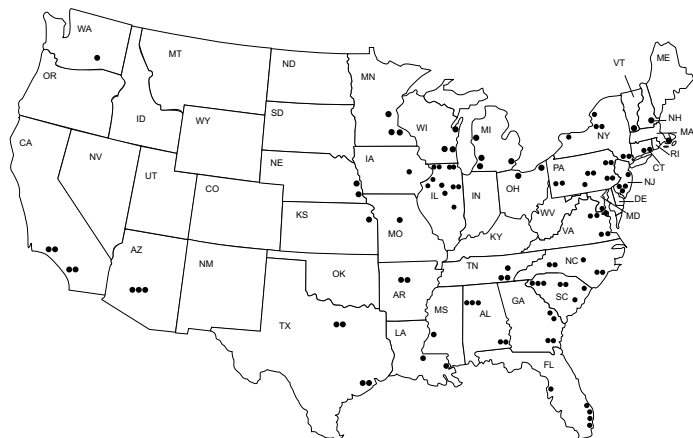 WA
VT
ME
MT
ND
MN
OR
NH
MA
NY
WI
MI
SD
ID
WY
RI
CA
CT
IA
PA
NE
NV
OH
NJ
UT
IL
IN
CO
DE
WV
MD
KS
MO
VA
KY
AZ
NC
TN
OK
NM
AR
SC
MS
AL
GA
TX
LA
FL